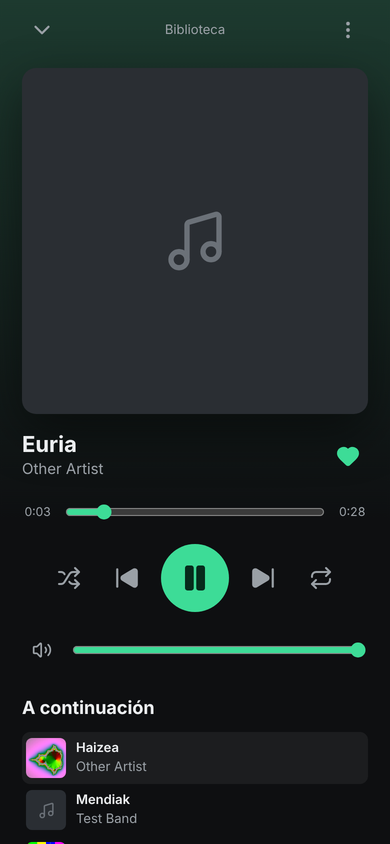 Biblioteca
Euria
Other Artist
0:03
0:28
A continuación
Haizea
Other Artist
Mendiak
Test Band